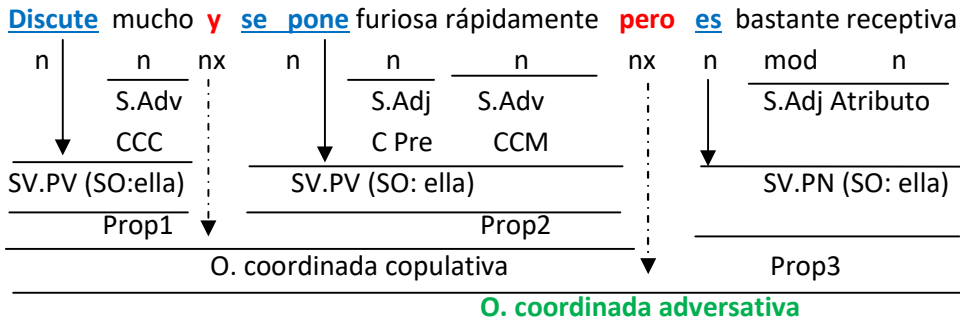 Discute mucho y se pone furiosa rápidamente pero es bastante receptiva
n n nx n n n nx n mod n
S.Adv S.Adj S.Adv S.Adj Atributo
CCC C Pre CCM
SV.PV (SO:ella) SV.PV (SO: ella) SV.PN (SO: ella)
Prop1 Prop2
O. coordinada copulativa Prop3
O. coordinada adversativa